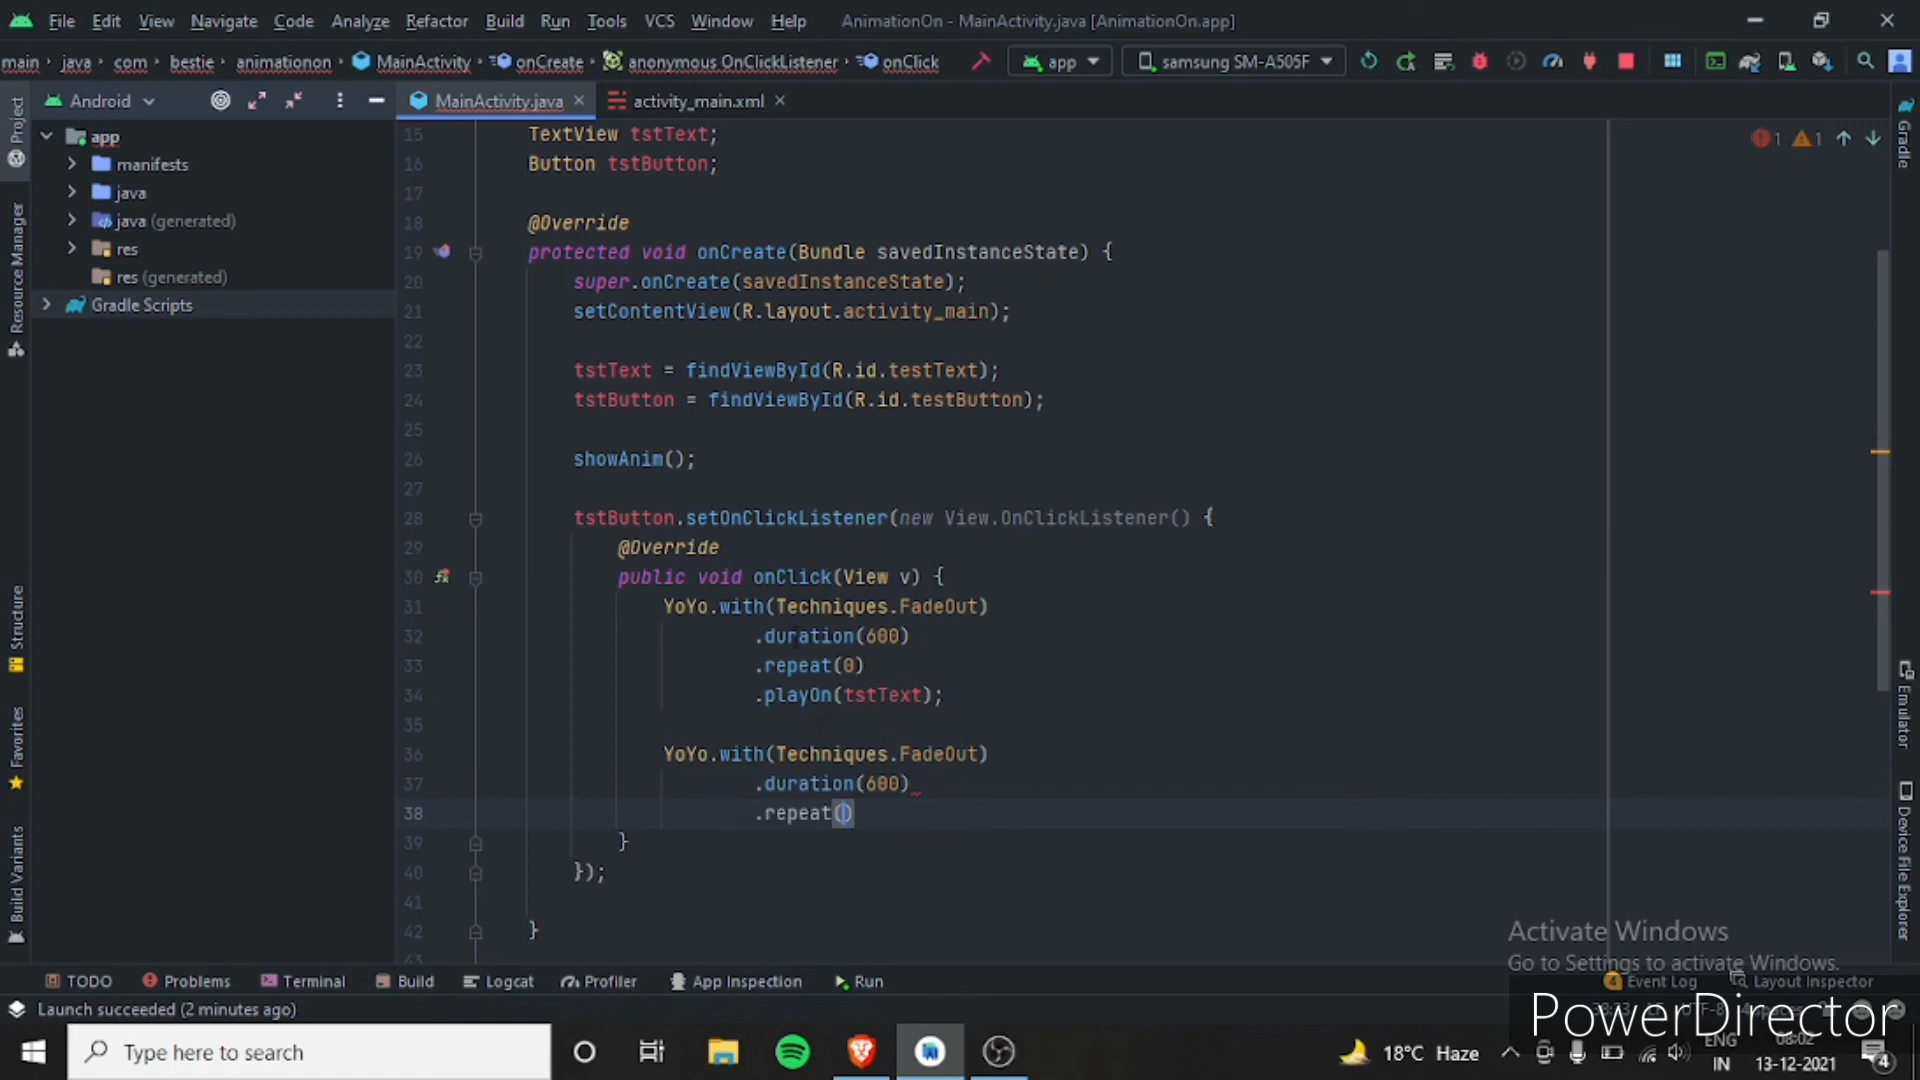 File Edit View Navigate Code Analyze Refactor Build Run Tools VCS Window Help AnimationOn - MainActivity.java [AnimationOn.app]
main java com bestie animationon MainActivity onCreate anonymous OnClickListener onClick app samsung SM-A505F
Project
Android
MainActivity.java
activity_main.xml
app
manifests
java
java (generated)
res
res (generated)
Gradle Scripts
Resource Manager
Structure
Favorites
Build Variants
Gradle
Emulator
Device File Explorer
1 1
15 TextView tstText;
16 Button tstButton;
17
18 @Override
19 protected void onCreate(Bundle savedInstanceState) {
20 super.onCreate(savedInstanceState);
21 setContentView(R.layout.activity_main);
22
23 tstText = findViewById(R.id.testText);
24 tstButton = findViewById(R.id.testButton);
25
26 showAnim();
27
28 tstButton.setOnClickListener(new View.OnClickListener() {
29 @Override
30 public void onClick(View v) {
31 YoYo.with(Techniques.FadeOut)
32 .duration(600)
33 .repeat(0)
34 .playOn(tstText);
35
36 YoYo.with(Techniques.FadeOut)
37 .duration(600)
38 .repeat()
39 }
40 });
41
42 }
Activate Windows
Go to Settings to activate Windows.
TODO Problems Terminal Build Logcat Profiler App Inspection Run 4 Event Log Layout Inspector
Launch succeeded (2 minutes ago)
PowerDirector
Type here to search
18°C Haze
ENG
IN
08:02
13-12-2021
4